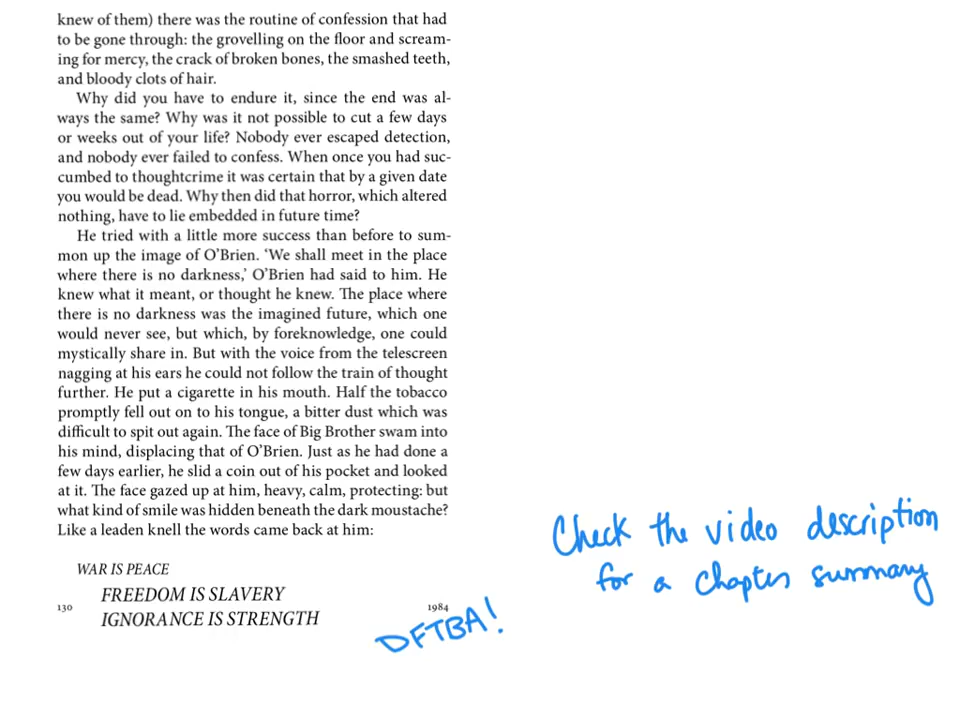 knew of them) there was the routine of confession that had
to be gone through: the grovelling on the floor and scream-
ing for mercy, the crack of broken bones, the smashed teeth,
and bloody clots of hair.
Why did you have to endure it, since the end was al-
ways the same? Why was it not possible to cut a few days
or weeks out of your life? Nobody ever escaped detection,
and nobody ever failed to confess. When once you had suc-
cumbed to thoughtcrime it was certain that by a given date
you would be dead. Why then did that horror, which altered
nothing, have to lie embedded in future time?
He tried with a little more success than before to sum-
mon up the image of O’Brien. ‘We shall meet in the place
where there is no darkness,’ O’Brien had said to him. He
knew what it meant, or thought he knew. The place where
there is no darkness was the imagined future, which one
would never see, but which, by foreknowledge, one could
mystically share in. But with the voice from the telescreen
nagging at his ears he could not follow the train of thought
further. He put a cigarette in his mouth. Half the tobacco
promptly fell out on to his tongue, a bitter dust which was
difficult to spit out again. The face of Big Brother swam into
his mind, displacing that of O’Brien. Just as he had done a
few days earlier, he slid a coin out of his pocket and looked
at it. The face gazed up at him, heavy, calm, protecting: but
what kind of smile was hidden beneath the dark moustache?
Like a leaden knell the words came back at him:
WAR IS PEACE
FREEDOM IS SLAVERY
IGNORANCE IS STRENGTH
130
1984
DFTBA!
Check the video description
for a chapter summary